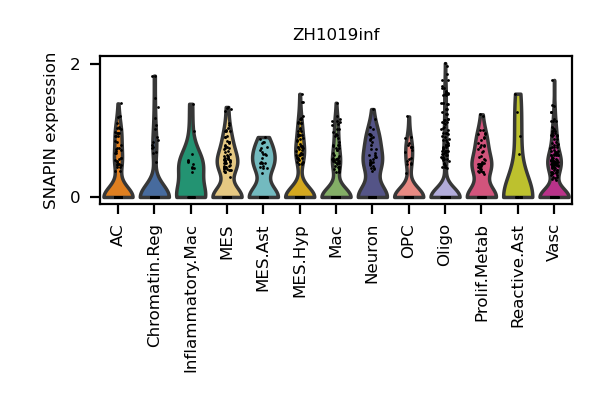 ZH1019inf
SNAPIN expression
2
0
AC
Chromatin.Reg
Inflammatory.Mac
MES
MES.Ast
MES.Hyp
Mac
Neuron
OPC
Oligo
Prolif.Metab
Reactive.Ast
Vasc